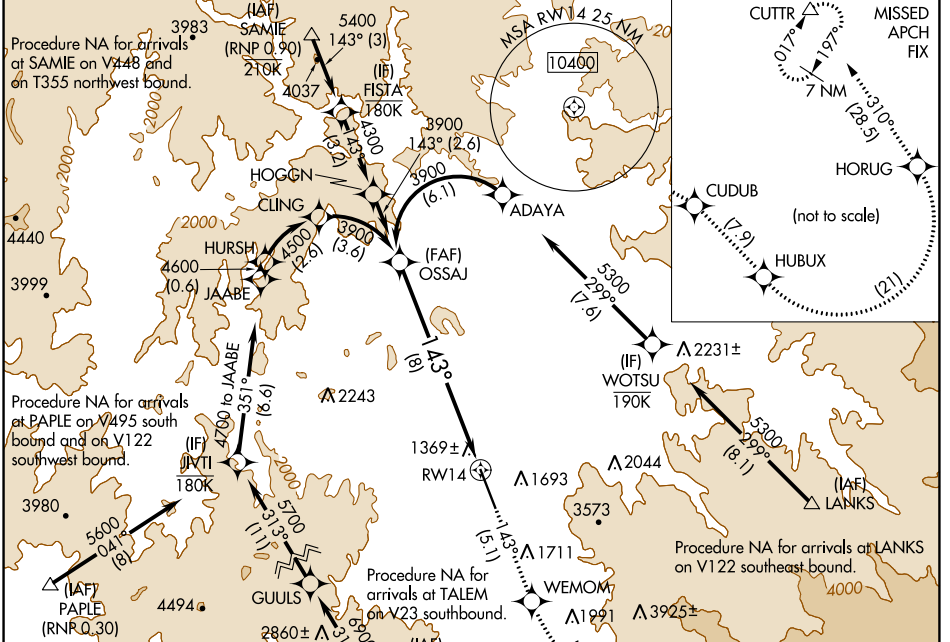 3983
(IAF)
SAMIE
(RNP 0.90)
210K
5400
143° (3)
4037
Procedure NA for arrivals
at SAMIE on V448 and
on T355 northwest bound.
(IF)
FISTA
180K
MSA RW14 25 NM
10400
CUTTR
017°
197°
7 NM
MISSED
APCH
FIX
310°
(28.5)
HORUG
CUDUB
(7.9)
(not to scale)
HUBUX
(21)
2000
4300
143°
(3.2)
3900
143° (2.6)
HOGGN
3900
(6.1)
ADAYA
CLING
2000
4440
HURSH
4500
(2.6)
3900
(3.6)
4600
(0.6)
JAABE
(FAF)
OSSAJ
3999
5300
299°
(7.6)
143°
(8)
(IF)
WOTSU
190K
2231±
4700 to JAABE
351°
(6.6)
2243
Procedure NA for arrivals
at PAPLE on V495 south
bound and on V122
southwest bound.
(IF)
JIVTI
180K
2000
1369±
RW14
1693
2044
5300
299°
(8.1)
(IAF)
LANKS
3980
5600
041°
(8)
5700
313°
(11)
3573
143°
(5.1)
1711
Procedure NA for arrivals at LANKS
on V122 southeast bound.
4000
(IAF)
PAPLE
(RNP 0.30)
4494
GUULS
Procedure NA for
arrivals at TALEM
on V23 southbound.
WEMOM
1991
3925±
2860±
6900
(IAF)